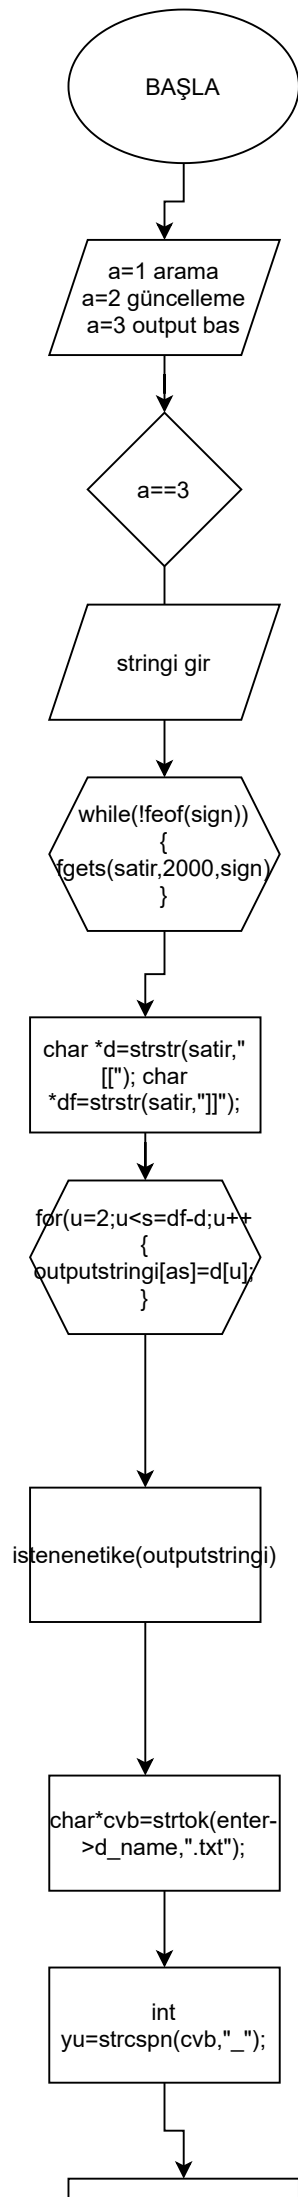 BAŞLA
a=1 arama
a=2 güncelleme
a=3 output bas
a==3
stringi gir
while(!feof(sign))
{
fgets(satir,2000,sign)
}
char *d=strstr(satir,"
[["); char
*df=strstr(satir,"]]");
for(u=2;u<s=df-d;u++
{
outputstringi[as]=d[u];
}
istenenetike(outputstringi)
char*cvb=strtok(enter-
>d_name,".txt");
int
yu=strcspn(cvb,"_");